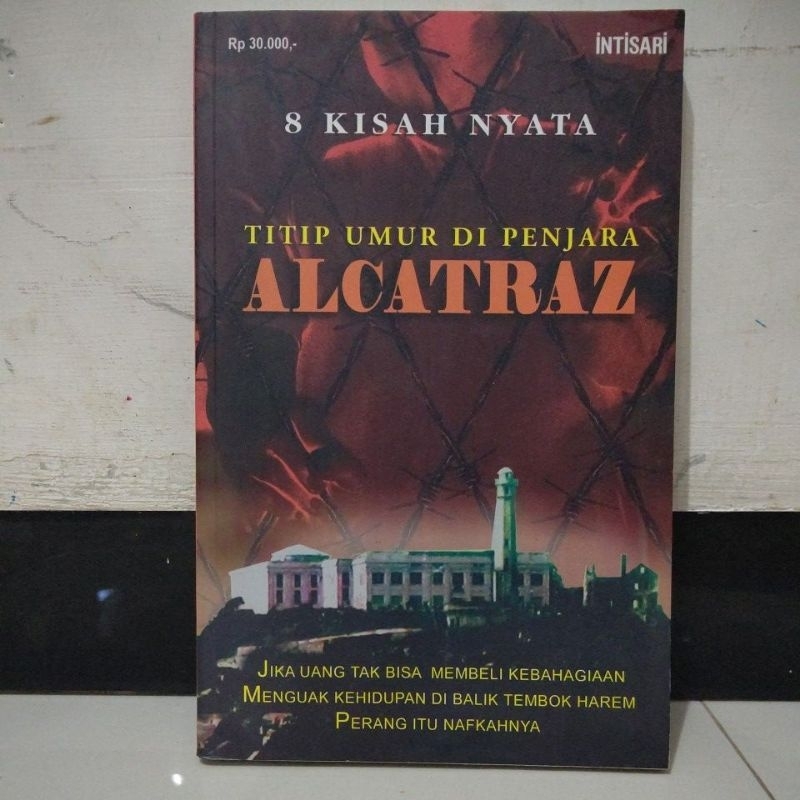 Rp 30.000,-
INTISARI
8 KISAH NYATA
TITIP UMUR DI PENJARA
ALCATRAZ
JIKA UANG TAK BISA MEMBELI KEBAHAGIAAN
MENGUAK KEHIDUPAN DI BALIK TEMBOK HAREM
PERANG ITU NAFKAHNYA